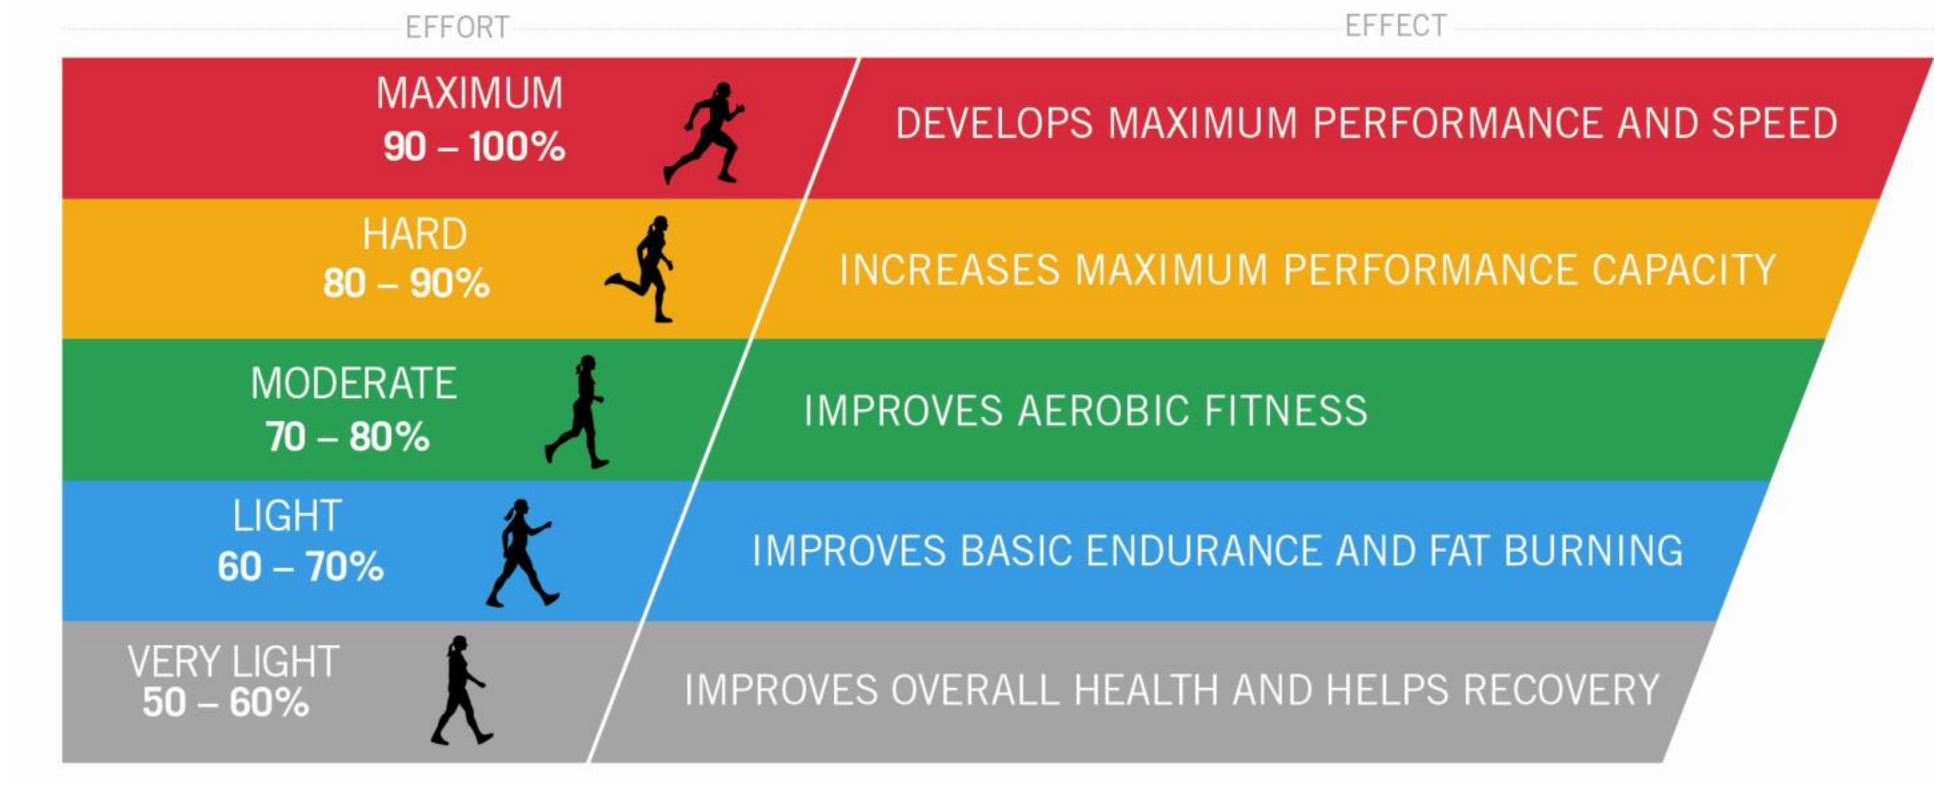 EFFORT
EFFECT
MAXIMUM
90 – 100%
DEVELOPS MAXIMUM PERFORMANCE AND SPEED
HARD
80 – 90%
INCREASES MAXIMUM PERFORMANCE CAPACITY
MODERATE
70 – 80%
IMPROVES AEROBIC FITNESS
LIGHT
60 – 70%
IMPROVES BASIC ENDURANCE AND FAT BURNING
VERY LIGHT
50 – 60%
IMPROVES OVERALL HEALTH AND HELPS RECOVERY